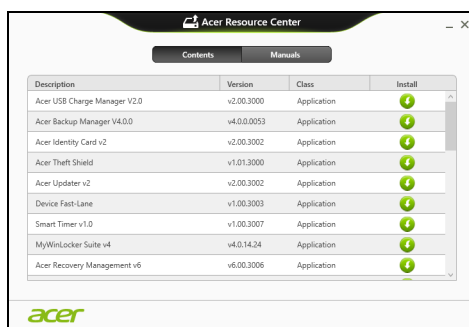 Acer Resource Center
Contents Manuals
Description Version Class Install
Acer USB Charge Manager V2.0 v2.00.3000 Application
Acer Backup Manager V4.0.0 v4.0.0.0053 Application
Acer Identity Card v2 v2.00.3002 Application
Acer Theft Shield v1.01.3000 Application
Acer Updater v2 v2.00.3002 Application
Device Fast-Lane v1.00.3003 Application
Smart Timer v1.0 v1.00.3007 Application
MyWinLocker Suite v4 v4.0.14.24 Application
Acer Recovery Management v6 v6.00.3006 Application
acer